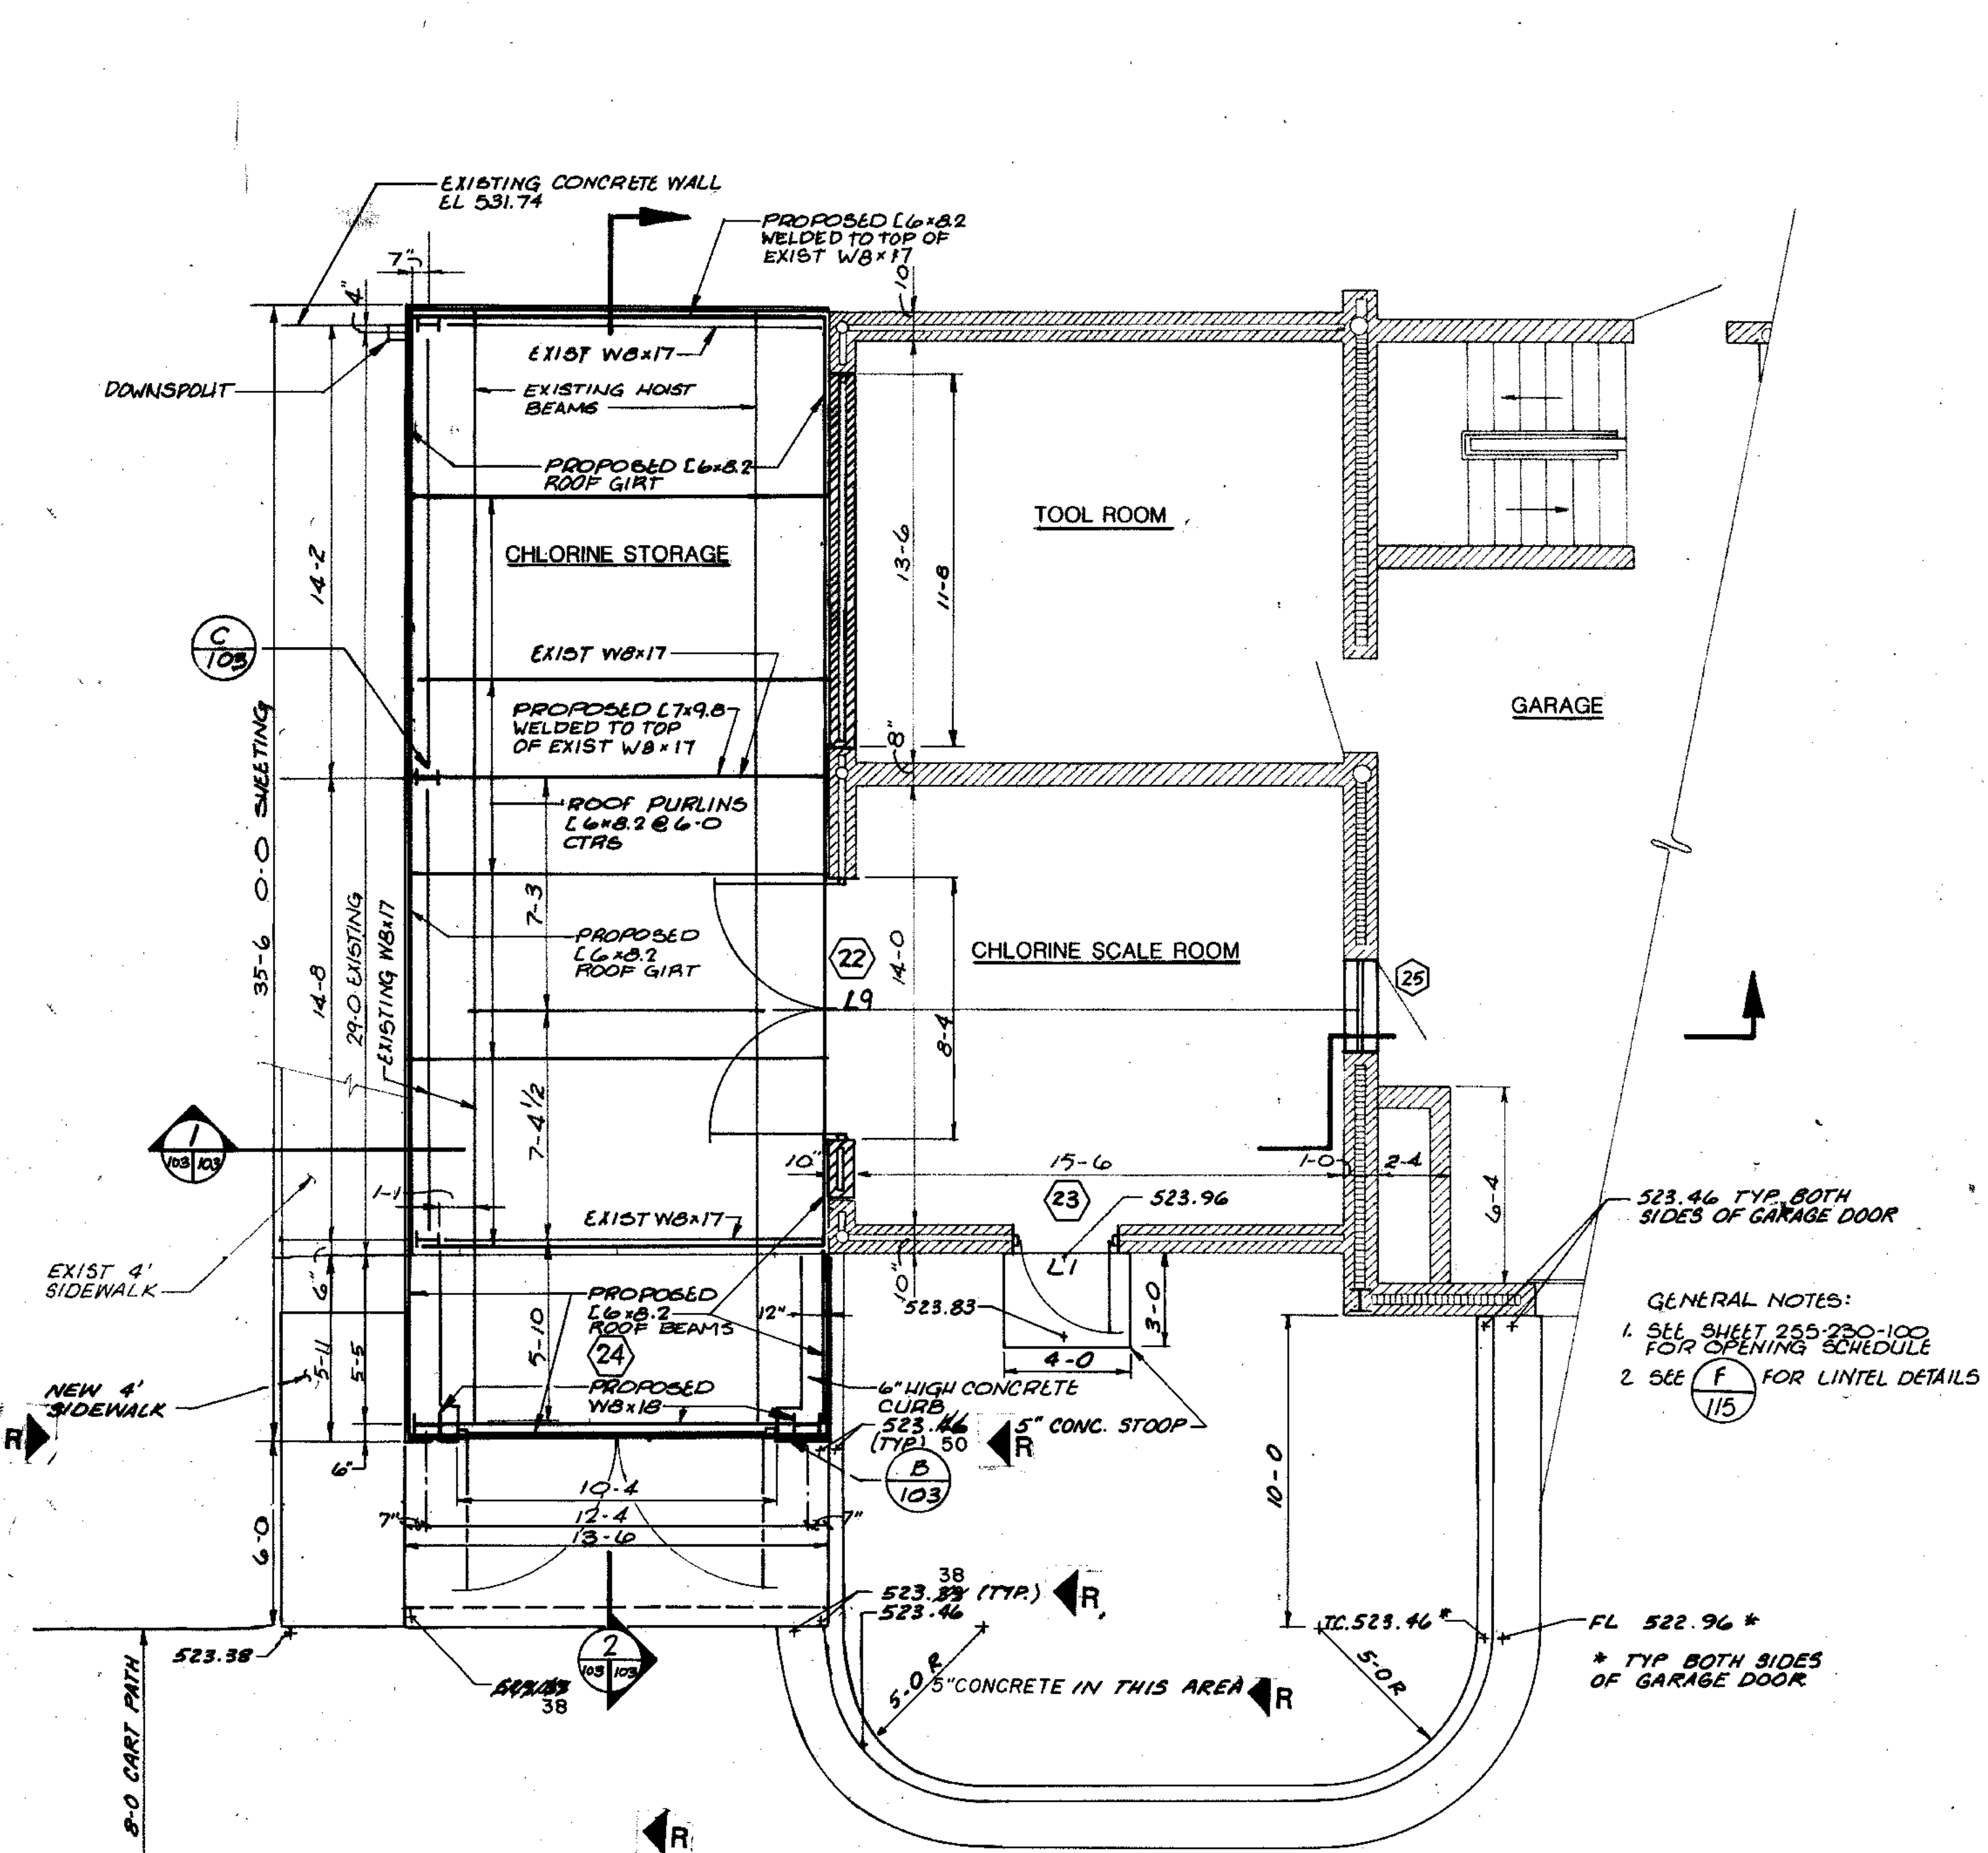 EXISTING CONCRETE WALL
EL 531.74
PROPOSED [6x8.2
WELDED TO TOP OF
EXIST W8x17
7"
4"
10
EXIST W8x17
DOWNSPOUT
EXISTING HOIST
BEAMS
PROPOSED [6x8.2
ROOF GIRT
TOOL ROOM
CHLORINE STORAGE
14-2
13-6
11-8
C
103
EXIST W8x17
PROPOSED [7x9.8
WELDED TO TOP
OF EXIST W8x17
GARAGE
8"
35-6 0-0 SHEETING
ROOF PURLINS
[6x8.2 @ 6-0
CTRS
7-3
14-8
29-0 EXISTING
EXISTING W8x17
PROPOSED
[6x8.2
ROOF GIRT
22
L9
14-0
CHLORINE SCALE ROOM
25
8-4
7-4 1/2
1
103 103
10"
15-6
1-0
2-4
1-1
23
523.96
6-4
523.46 TYP. BOTH
SIDES OF GARAGE DOOR
EXIST W8x17
EXIST 4'
SIDEWALK
6"
10"
L1
PROPOSED
[6x8.2
ROOF BEAMS
12"
523.83
3-0
4-0
GENERAL NOTES:
1. SEE SHEET 255-230-100
FOR OPENING SCHEDULE
2 SEE F 115 FOR LINTEL DETAILS
5-11
5-5
5-10
24
NEW 4'
SIDEWALK
PROPOSED
W8x18
6" HIGH CONCRETE
CURB
523.46
(TYP.) 50
5" CONC. STOOP
R
R
B
103
6"
10-4
7"
12-4
7"
13-6
10-0
6-0
38
523.33 (TYP.)
R
523.46
T.C. 523.46 *
FL 522.96 *
523.38
2
103 103
38
5-0 R
5" CONCRETE IN THIS AREA
R
5-0 R
* TYP BOTH SIDES
OF GARAGE DOOR
8-0 CART PATH
R